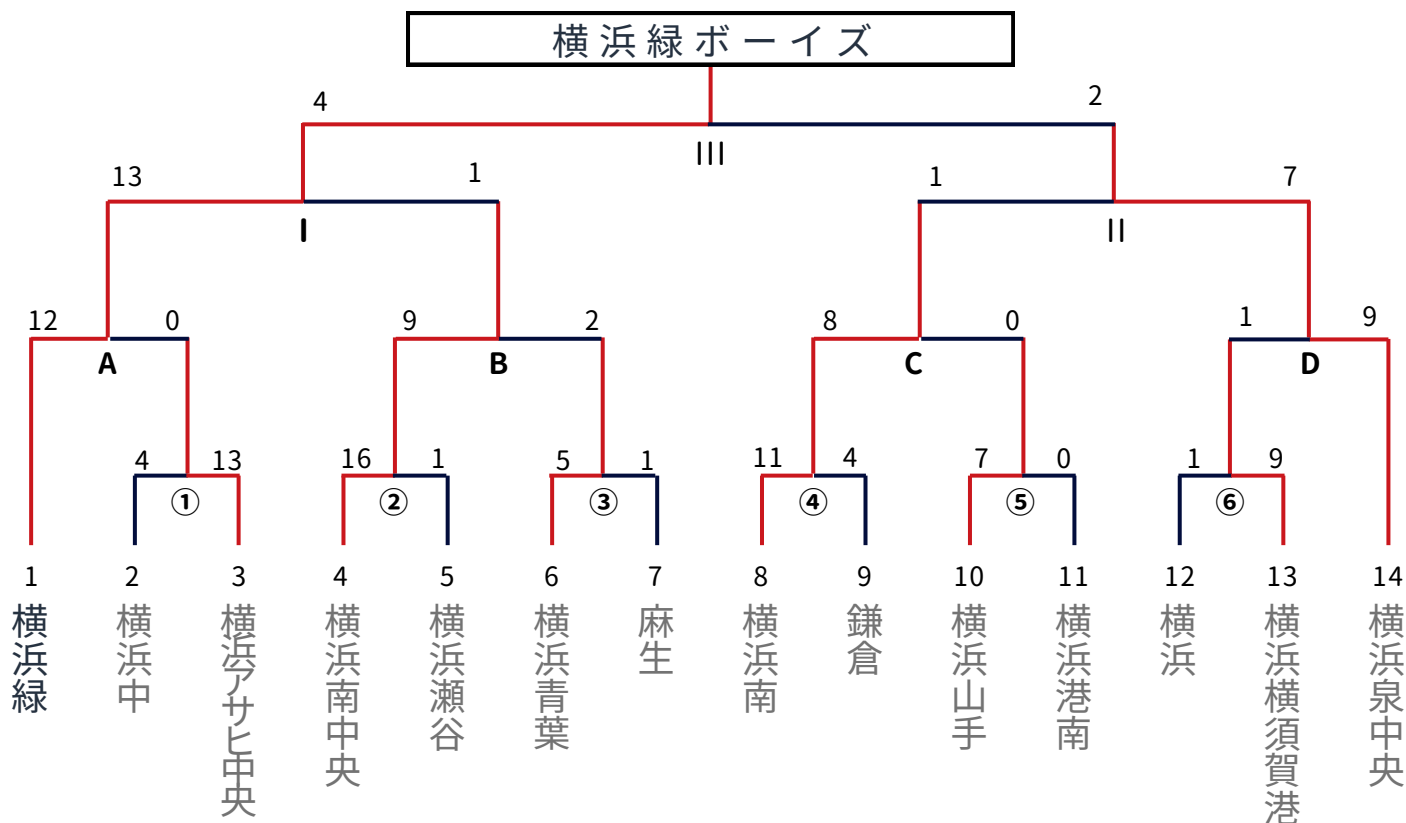 横浜緑ボーイズ
4 2
III
13 1 1 7
I II
12 0 9 2 8 0 1 9
A B C D
4 13 16 1 5 1 11 4 7 0 1 9
① ② ③ ④ ⑤ ⑥
1 2 3 4 5 6 7 8 9 10 11 12 13 14
横浜緑
横浜中
横浜アサヒ中央
横浜南中央
横浜瀬谷
横浜青葉
麻生
横浜南
鎌倉
横浜山手
横浜港南
横浜
横浜横須賀港
横浜泉中央